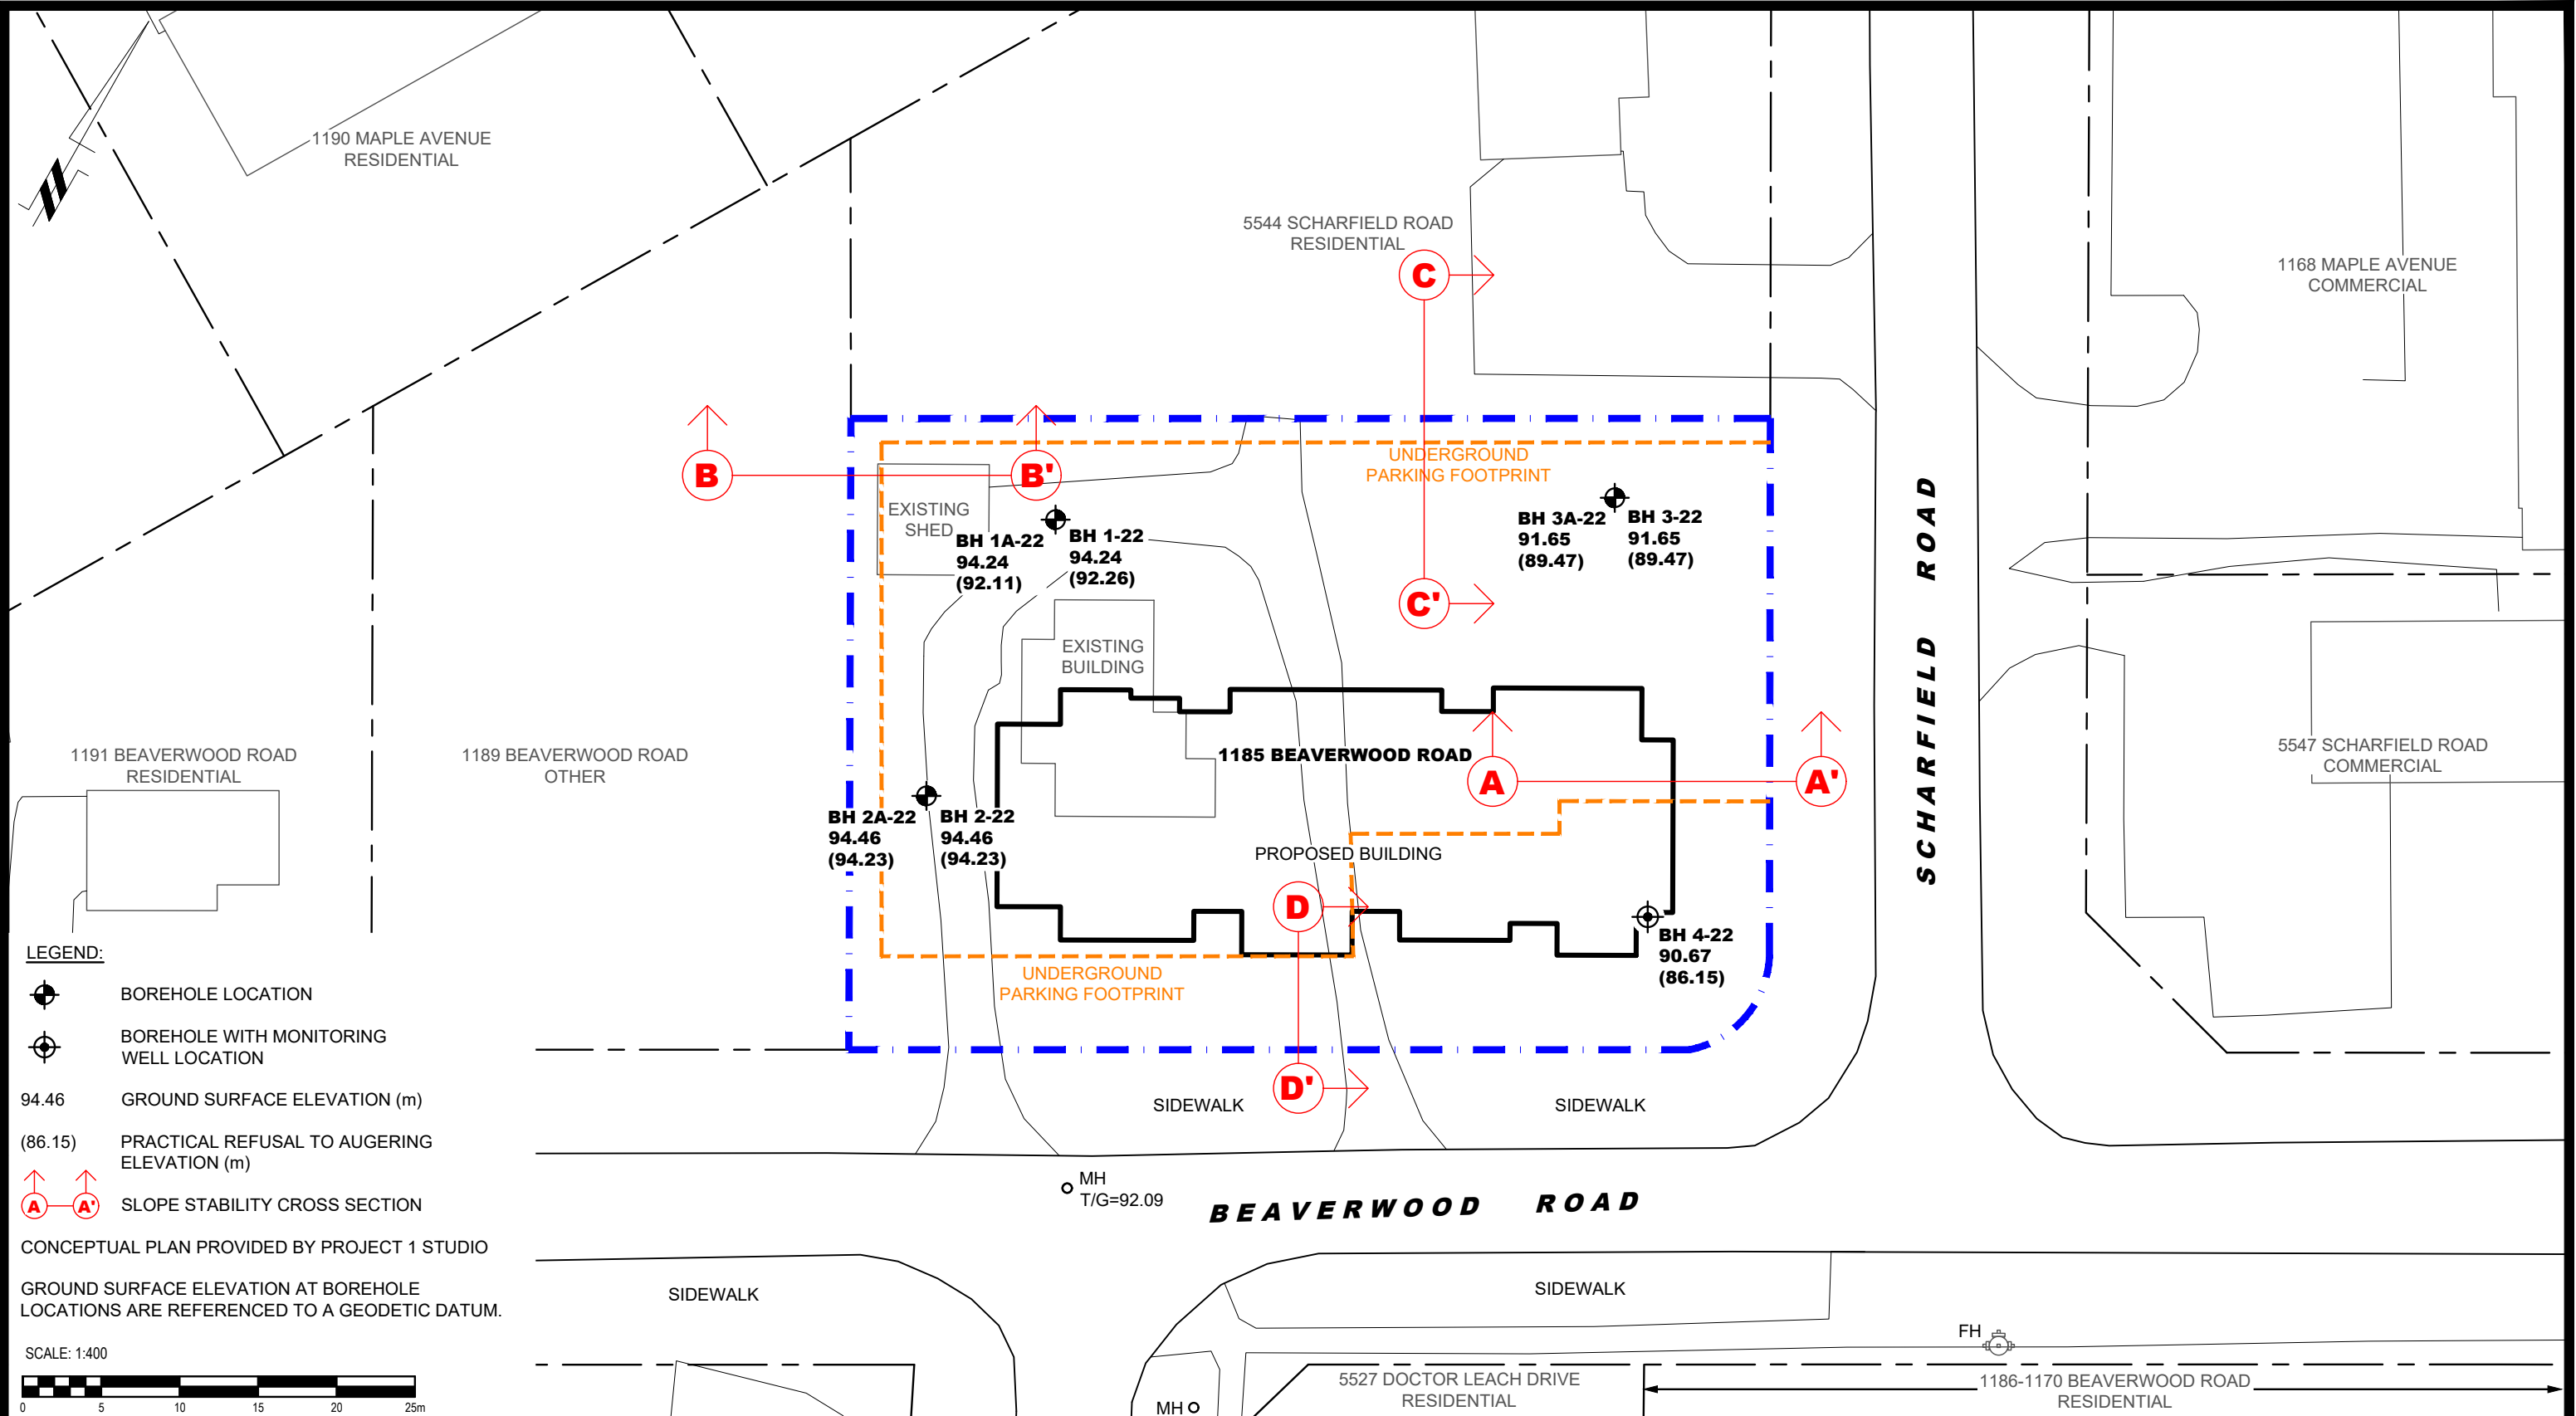 1190 MAPLE AVENUE
RESIDENTIAL
5544 SCHARFIELD ROAD
RESIDENTIAL
C
1168 MAPLE AVENUE
COMMERCIAL
B
B'
UNDERGROUND
PARKING FOOTPRINT
EXISTING
SHED
BH 1A-22
94.24
(92.11)
BH 1-22
94.24
(92.26)
BH 3A-22
91.65
(89.47)
BH 3-22
91.65
(89.47)
C'
EXISTING
BUILDING
SCHARFIELD ROAD
1191 BEAVERWOOD ROAD
RESIDENTIAL
1189 BEAVERWOOD ROAD
OTHER
1185 BEAVERWOOD ROAD
A
A'
5547 SCHARFIELD ROAD
COMMERCIAL
BH 2A-22
94.46
(94.23)
BH 2-22
94.46
(94.23)
PROPOSED BUILDING
D
BH 4-22
90.67
(86.15)
UNDERGROUND
PARKING FOOTPRINT
D'
SIDEWALK
SIDEWALK
MH
T/G=92.09
BEAVERWOOD ROAD
SIDEWALK
SIDEWALK
FH
MH
5527 DOCTOR LEACH DRIVE
RESIDENTIAL
1186-1170 BEAVERWOOD ROAD
RESIDENTIAL
LEGEND:
BOREHOLE LOCATION
BOREHOLE WITH MONITORING
WELL LOCATION
94.46 GROUND SURFACE ELEVATION (m)
(86.15) PRACTICAL REFUSAL TO AUGERING
ELEVATION (m)
A A' SLOPE STABILITY CROSS SECTION
CONCEPTUAL PLAN PROVIDED BY PROJECT 1 STUDIO
GROUND SURFACE ELEVATION AT BOREHOLE
LOCATIONS ARE REFERENCED TO A GEODETIC DATUM.
SCALE: 1:400
0 5 10 15 20 25m